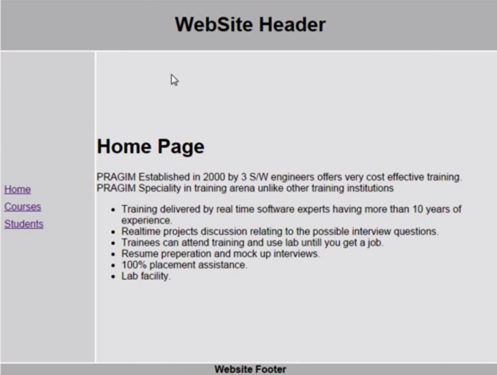 WebSite Header
Home
Courses
Students
Home Page
PRAGIM Established in 2000 by 3 S/W engineers offers very cost effective training.
PRAGIM Speciality in training arena unlike other training institutions
• Training delivered by real time software experts having more than 10 years of
experience.
• Realtime projects discussion relating to the possible interview questions.
• Trainees can attend training and use lab untill you get a job.
• Resume preperation and mock up interviews.
• 100% placement assistance.
• Lab facility.
Website Footer